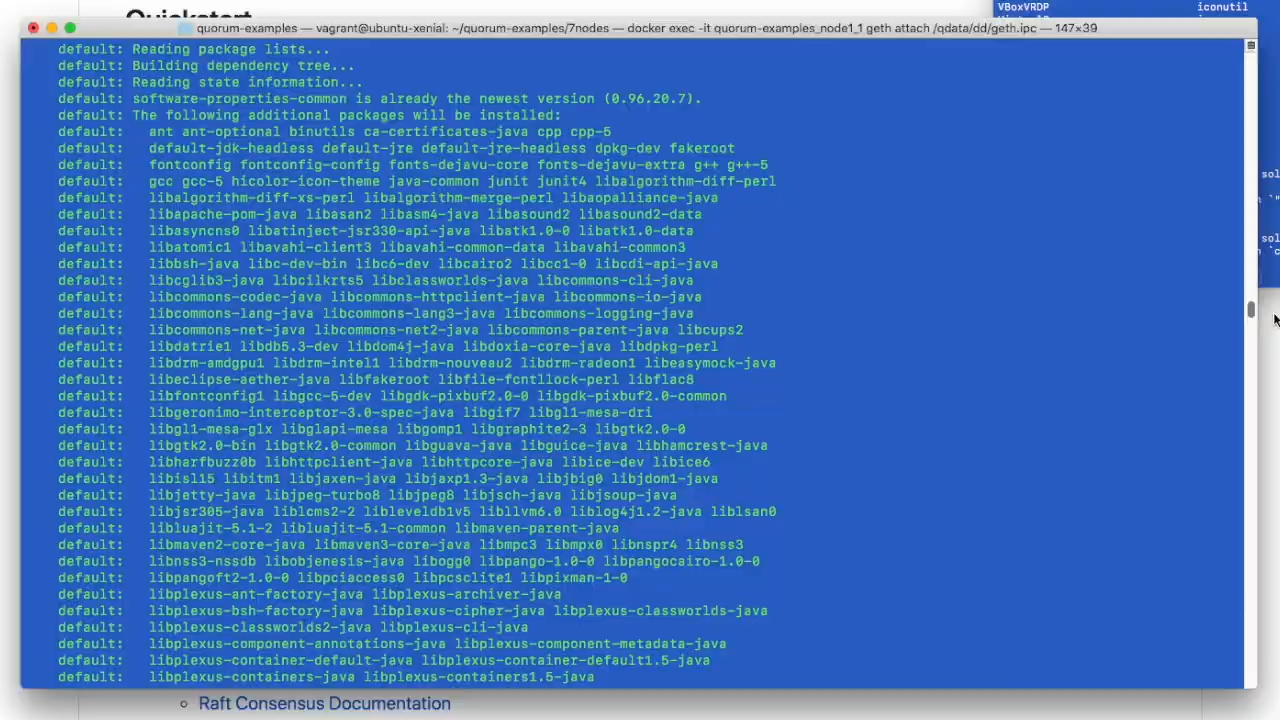 Quickstart
VBoxVRDP iconutil
quorum-examples — vagrant@ubuntu-xenial: ~/quorum-examples/7nodes — docker exec -it quorum-examples_node1_1 geth attach /qdata/dd/geth.ipc — 147×39
default: Reading package lists...
default: Building dependency tree...
default: Reading state information...
default: software-properties-common is already the newest version (0.96.20.7).
default: The following additional packages will be installed:
default:   ant ant-optional binutils ca-certificates-java cpp cpp-5
default:   default-jdk-headless default-jre default-jre-headless dpkg-dev fakeroot
default:   fontconfig fontconfig-config fonts-dejavu-core fonts-dejavu-extra g++ g++-5
default:   gcc gcc-5 hicolor-icon-theme java-common junit junit4 libalgorithm-diff-perl
default:   libalgorithm-diff-xs-perl libalgorithm-merge-perl libaopalliance-java
default:   libapache-pom-java libasan2 libasm4-java libasound2 libasound2-data
default:   libasyncns0 libatinject-jsr330-api-java libatk1.0-0 libatk1.0-data
default:   libatomic1 libavahi-client3 libavahi-common-data libavahi-common3
default:   libbsh-java libc-dev-bin libc6-dev libcairo2 libcc1-0 libcdi-api-java
default:   libcglib3-java libcilkrts5 libclassworlds-java libcommons-cli-java
default:   libcommons-codec-java libcommons-httpclient-java libcommons-io-java
default:   libcommons-lang-java libcommons-lang3-java libcommons-logging-java
default:   libcommons-net-java libcommons-net2-java libcommons-parent-java libcups2
default:   libdatrie1 libdb5.3-dev libdom4j-java libdoxia-core-java libdpkg-perl
default:   libdrm-amdgpu1 libdrm-intel1 libdrm-nouveau2 libdrm-radeon1 libeasymock-java
default:   libeclipse-aether-java libfakeroot libfile-fcntllock-perl libflac8
default:   libfontconfig1 libgcc-5-dev libgdk-pixbuf2.0-0 libgdk-pixbuf2.0-common
default:   libgeronimo-interceptor-3.0-spec-java libgif7 libgl1-mesa-dri
default:   libgl1-mesa-glx libglapi-mesa libgomp1 libgraphite2-3 libgtk2.0-0
default:   libgtk2.0-bin libgtk2.0-common libguava-java libguice-java libhamcrest-java
default:   libharfbuzz0b libhttpclient-java libhttpcore-java libice-dev libice6
default:   libisl15 libitm1 libjaxen-java libjaxp1.3-java libjbig0 libjdom1-java
default:   libjetty-java libjpeg-turbo8 libjpeg8 libjsch-java libjsoup-java
default:   libjsr305-java liblcms2-2 libleveldb1v5 libllvm6.0 liblog4j1.2-java liblsan0
default:   libluajit-5.1-2 libluajit-5.1-common libmaven-parent-java
default:   libmaven2-core-java libmaven3-core-java libmpc3 libmpx0 libnspr4 libnss3
default:   libnss3-nssdb libobjenesis-java libogg0 libpango-1.0-0 libpangocairo-1.0-0
default:   libpangoft2-1.0-0 libpciaccess0 libpcsclite1 libpixman-1-0
default:   libplexus-ant-factory-java libplexus-archiver-java
default:   libplexus-bsh-factory-java libplexus-cipher-java libplexus-classworlds-java
default:   libplexus-classworlds2-java libplexus-cli-java
default:   libplexus-component-annotations-java libplexus-component-metadata-java
default:   libplexus-container-default-java libplexus-container-default1.5-java
default:   libplexus-containers-java libplexus-containers1.5-java
Raft Consensus Documentation